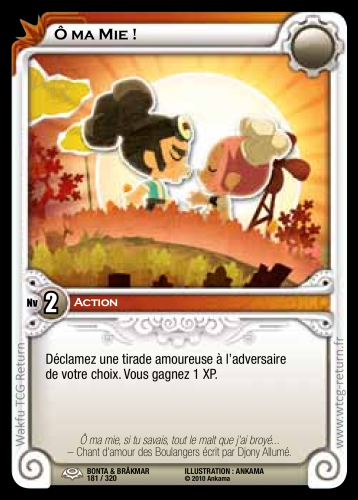 Ô ma Mie !
Nv 2 Action
Déclamez une tirade amoureuse à l'adversaire
de votre choix. Vous gagnez 1 XP.
Ô ma mie, si tu savais, tout le malt que j'ai broyé...
– Chant d'amour des Boulangers écrit par Djony Allumé.
BONTA & BRÂKMAR
181 / 320
ILLUSTRATION : ANKAMA
© 2010 Ankama
Wakfu TCG Return
www.wtcg-return.fr